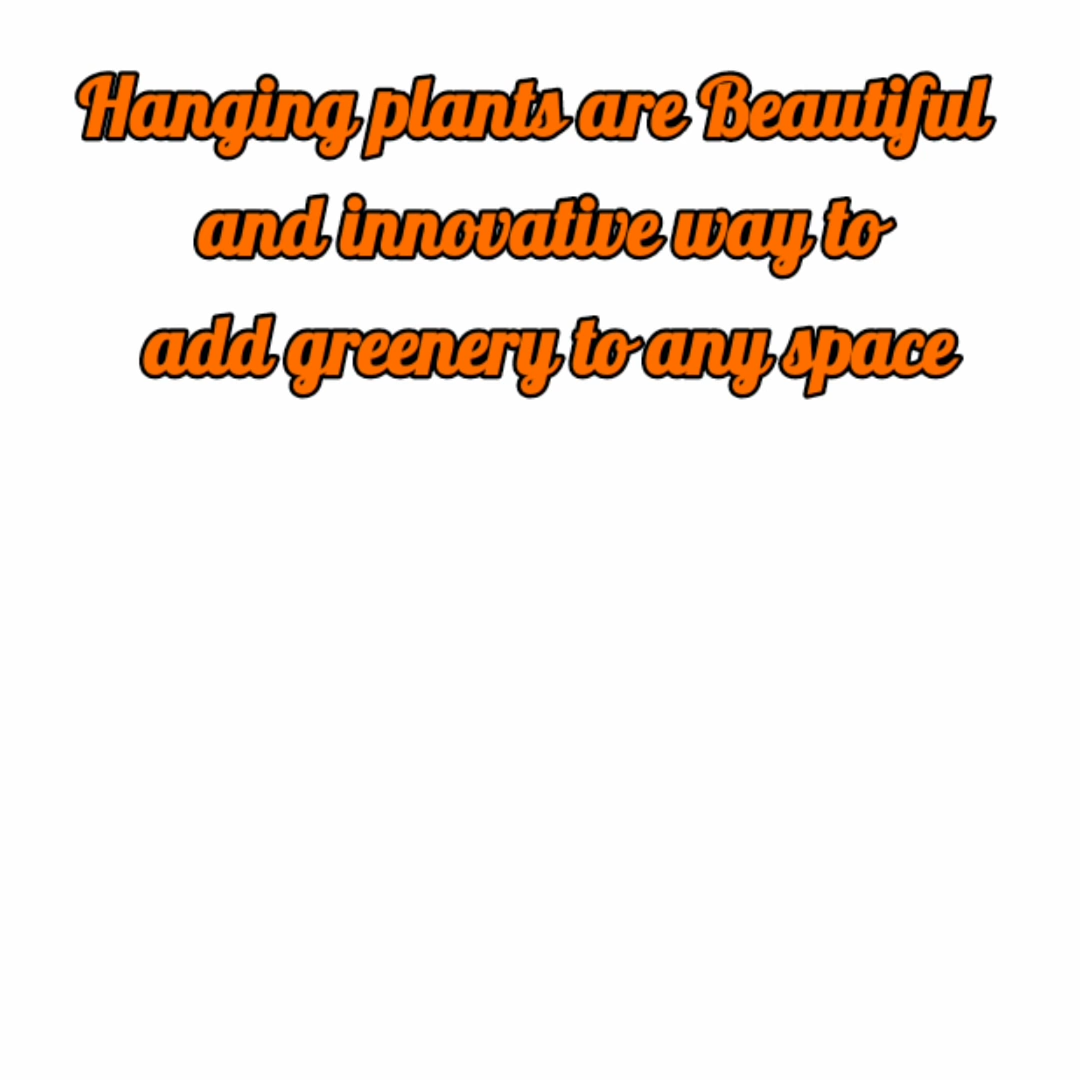 Hanging plants are Beautiful
and innovative way to
add greenery to any space